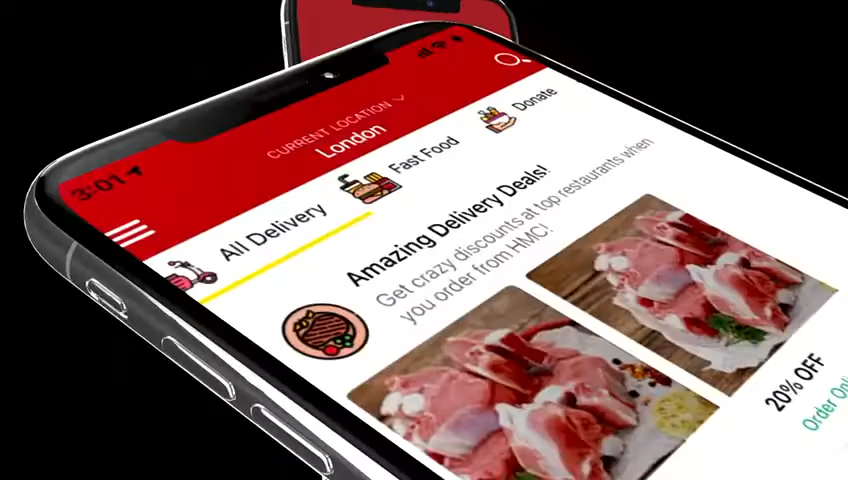 3:01
CURRENT LOCATION
London
All Delivery
Fast Food
Donate
Amazing Delivery Deals!
Get crazy discounts at top restaurants when
you order from HMC!
20% OFF
Order Onl